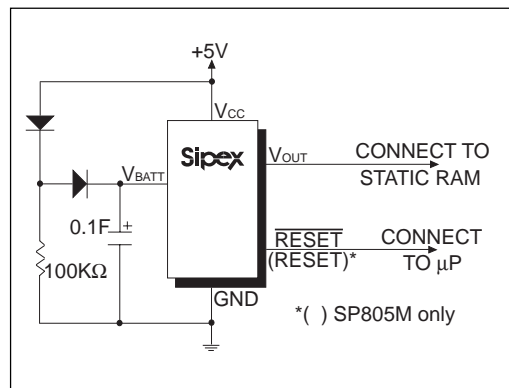 +5V
VCC
Sipex
VBATT
VOUT
CONNECT TO
STATIC RAM
0.1F
+
RESET
(RESET)*
CONNECT
TO µP
100KΩ
GND
*( ) SP805M only